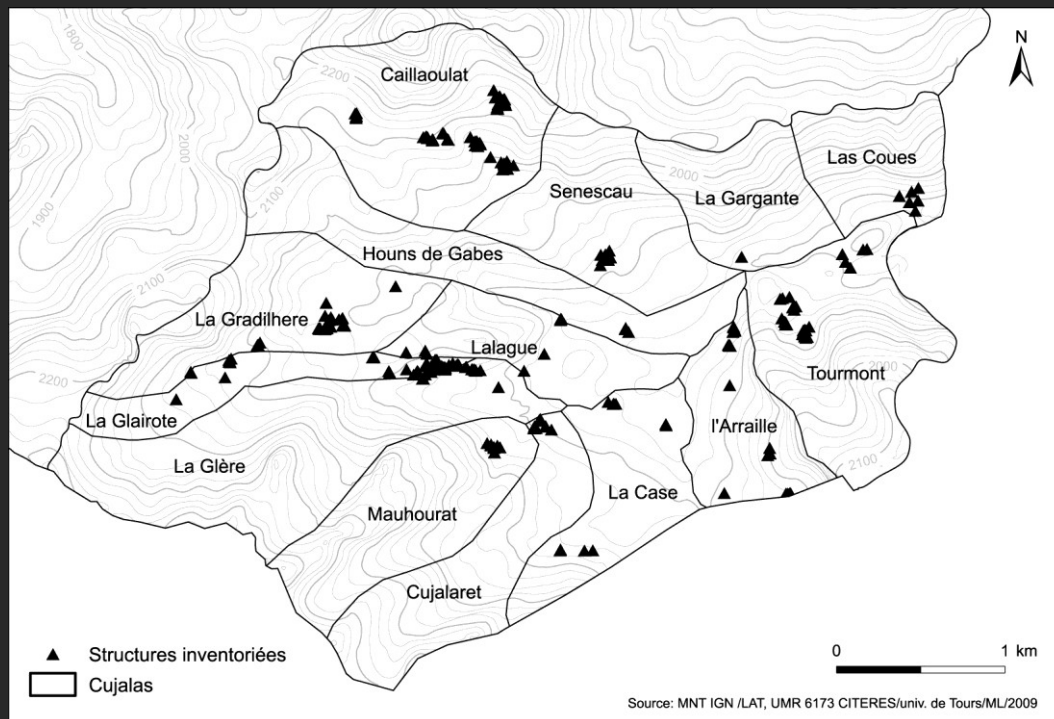 1800
2200
Caillaoulat
N
2000
Las Coues
2000
Senescau
La Gargante
1900
2100
Houns de Gabes
2100
La Gradilhere
Lalague
2000
Tourmont
2200
La Glairote
l'Arraille
La Glère
2100
La Case
Mauhourat
Cujalaret
Structures inventoriées
Cujalas
0 1 km
Source: MNT IGN /LAT, UMR 6173 CITERES/univ. de Tours/ML/2009